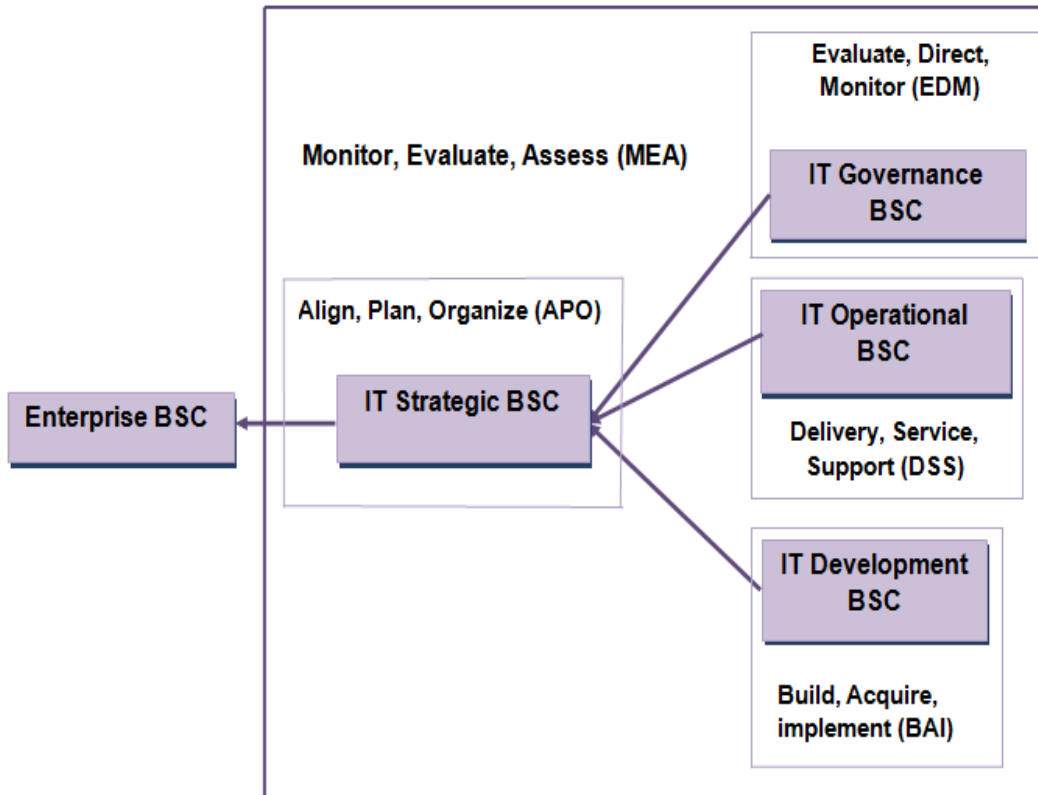 Evaluate, Direct,
Monitor (EDM)
Monitor, Evaluate, Assess (MEA)
IT Governance
BSC
Align, Plan, Organize (APO)
IT Operational
BSC
Enterprise BSC
IT Strategic BSC
Delivery, Service,
Support (DSS)
IT Development
BSC
Build, Acquire,
implement (BAI)